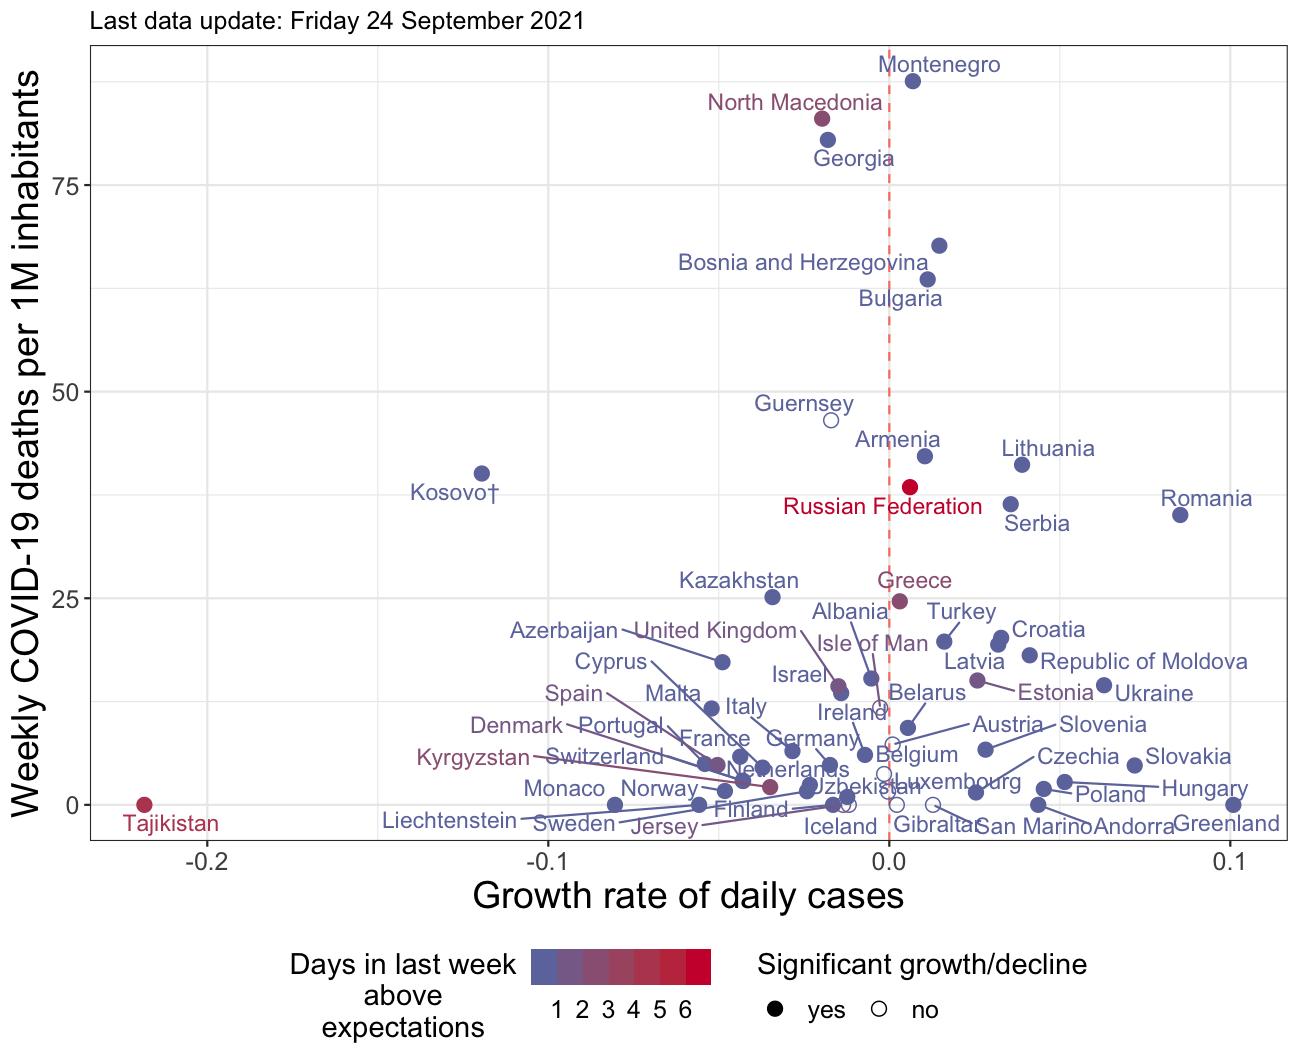 Last data update: Friday 24 September 2021
Weekly COVID-19 deaths per 1M inhabitants
Montenegro
North Macedonia
Georgia
75
Bosnia and Herzegovina
Bulgaria
50
Guernsey
Armenia
Lithuania
Kosovo†
Russian Federation
Romania
Serbia
25
Kazakhstan
Greece
Albania
Turkey
Azerbaijan
United Kingdom
Croatia
Isle of Man
Cyprus
Latvia
Republic of Moldova
Israel
Spain
Malta
Belarus
Estonia
Ukraine
Italy
Ireland
Denmark
Portugal
Austria
Slovenia
France
Germany
Kyrgyzstan
Switzerland
Belgium
Czechia
Slovakia
Netherlands
Monaco
Norway
Uzbekistan
Luxembourg
Poland
Hungary
0
Tajikistan
Liechtenstein
Sweden
Finland
Jersey
Iceland
Gibraltar
San Marino
Andorra
Greenland
-0.2
-0.1
0.0
0.1
Growth rate of daily cases
Days in last week
above
expectations
1 2 3 4 5 6
Significant growth/decline
yes
no